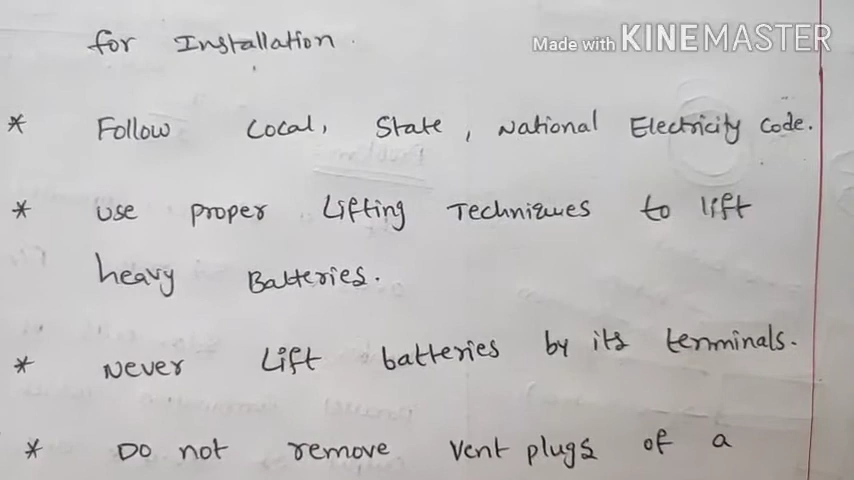 for Installation.
Made with KINEMASTER
* Follow Local, State, National Electricity Code.
* Use proper Lifting Techniques to lift
heavy Batteries.
* Never Lift batteries by its terminals.
* Do not remove vent plugs of a